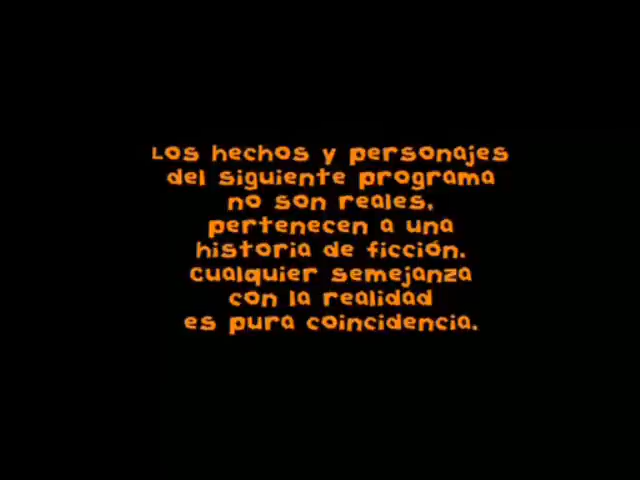 Los hechos y personajes
del siguiente programa
no son reales,
pertenecen a una
historia de ficción.
cualquier semejanza
con la realidad
es pura coincidencia.